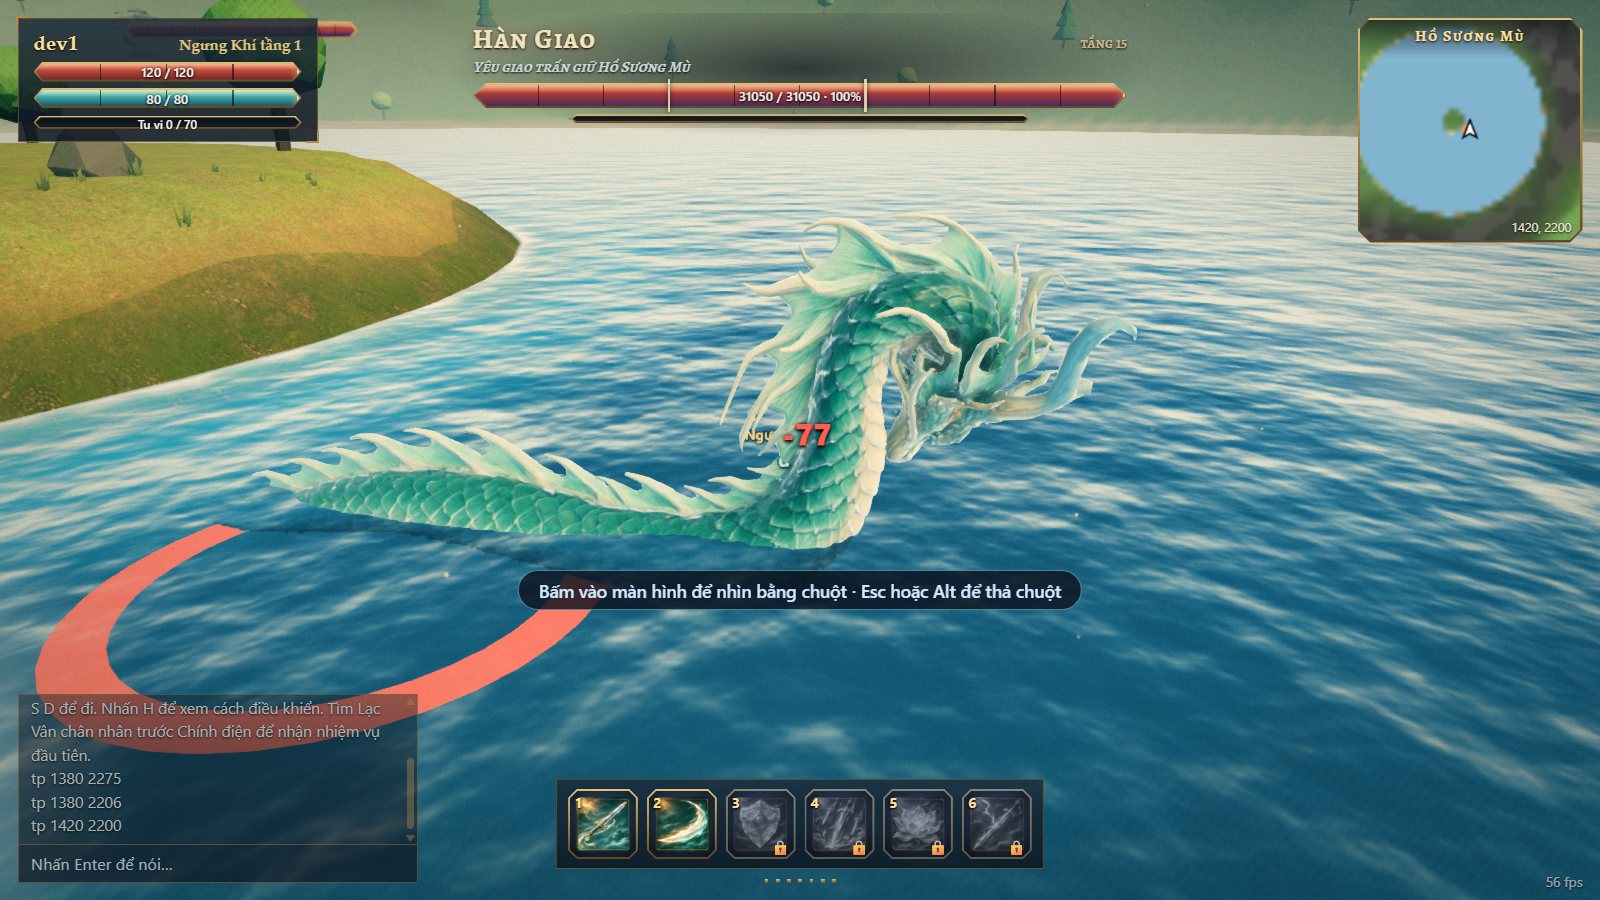 dev1
Ngưng Khí tầng 1
120 / 120
80 / 80
Tu vi 0 / 70
Hàn Giao
TẦNG 15
Yêu giao trấn giữ Hồ Sương Mù
31050 / 31050 · 100%
Hồ Sương Mù
1420, 2200
-77
Bấm vào màn hình để nhìn bằng chuột · Esc hoặc Alt để thả chuột
S D để đi. Nhấn H để xem cách điều khiển. Tìm Lạc
Vân chân nhân trước Chính điện để nhận nhiệm vụ
đầu tiên.
tp 1380 2275
tp 1380 2206
tp 1420 2200
Nhấn Enter để nói...
1
2
3
4
5
6
56 fps